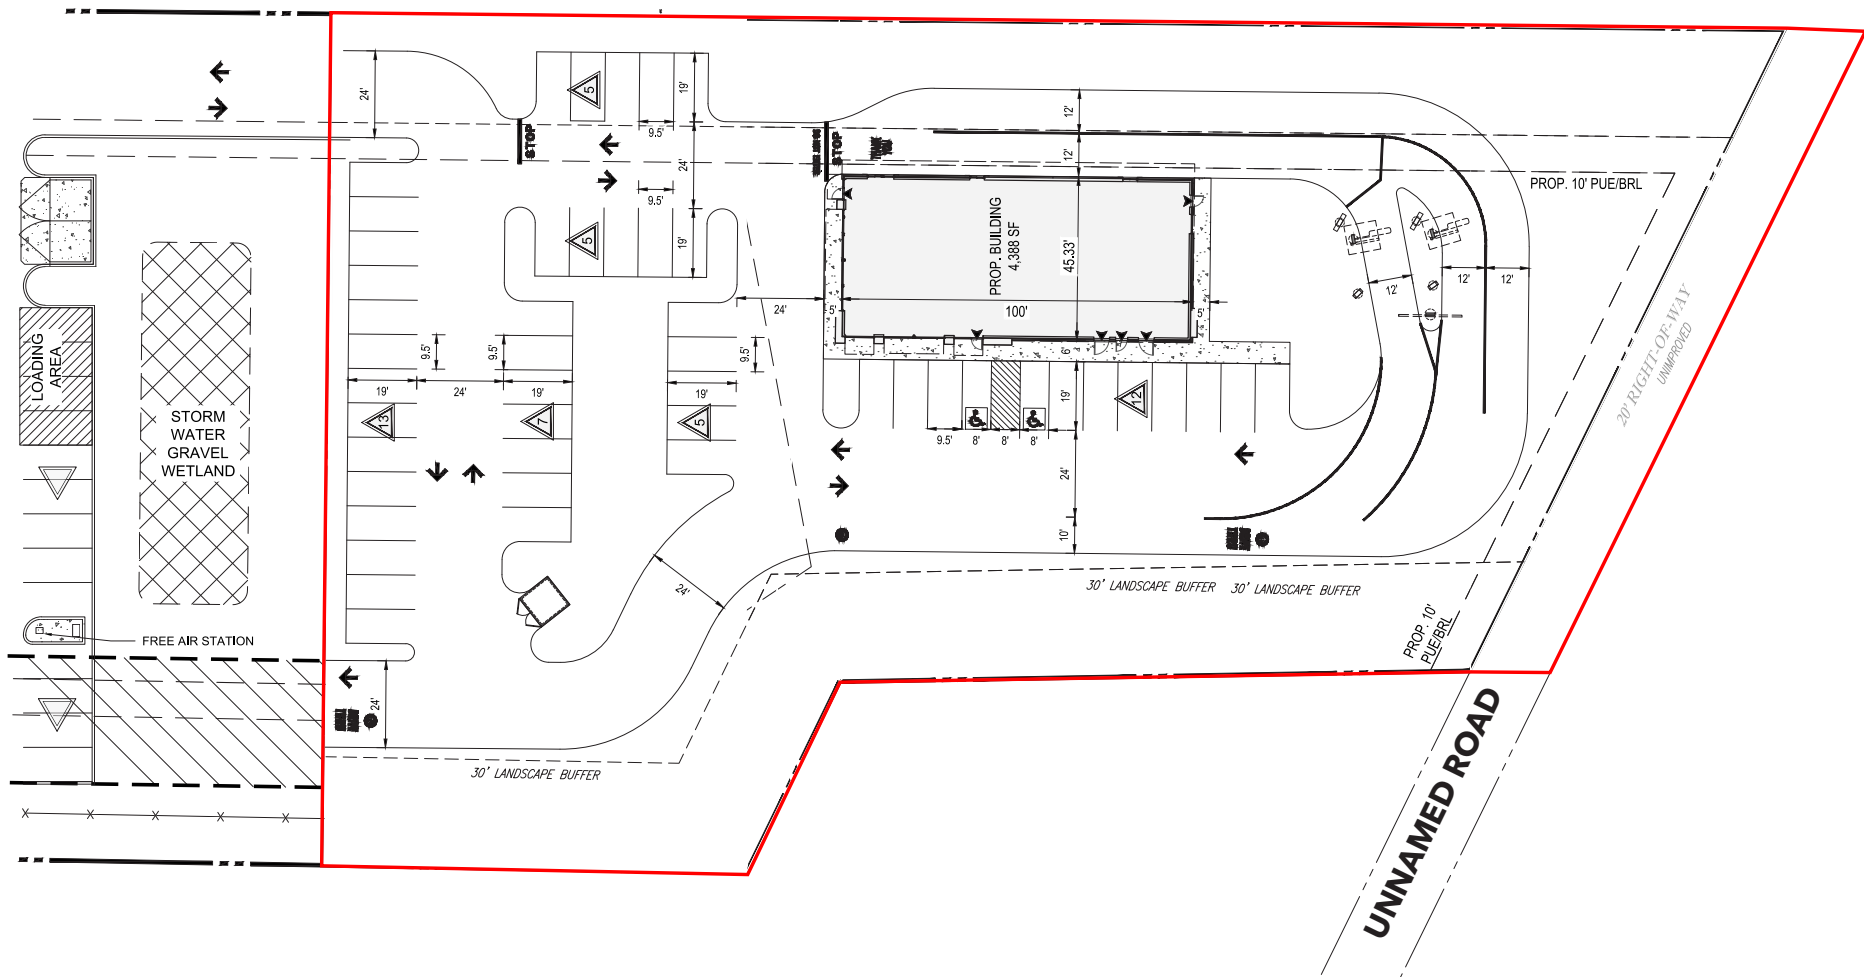 24'
5
19'
9.5'
STOP
24'
9.5'
5
19'
STOP
THANK
YOU
12'
12'
PROP. 10' PUE/BRL
PROP. BUILDING
4,388 SF
45.33'
100'
24'
5'
5'
6'
12'
12'
12'
20' RIGHT-OF-WAY
UNIMPROVED
LOADING
AREA
STORM
WATER
GRAVEL
WETLAND
9.5'
9.5'
9.5'
19'
24'
19'
19'
13
7
5
19'
12
9.5'
8'
8'
8'
24'
10'
24'
30' LANDSCAPE BUFFER
30' LANDSCAPE BUFFER
FREE AIR STATION
PROP. 10'
PUE/BRL
24'
30' LANDSCAPE BUFFER
UNNAMED ROAD